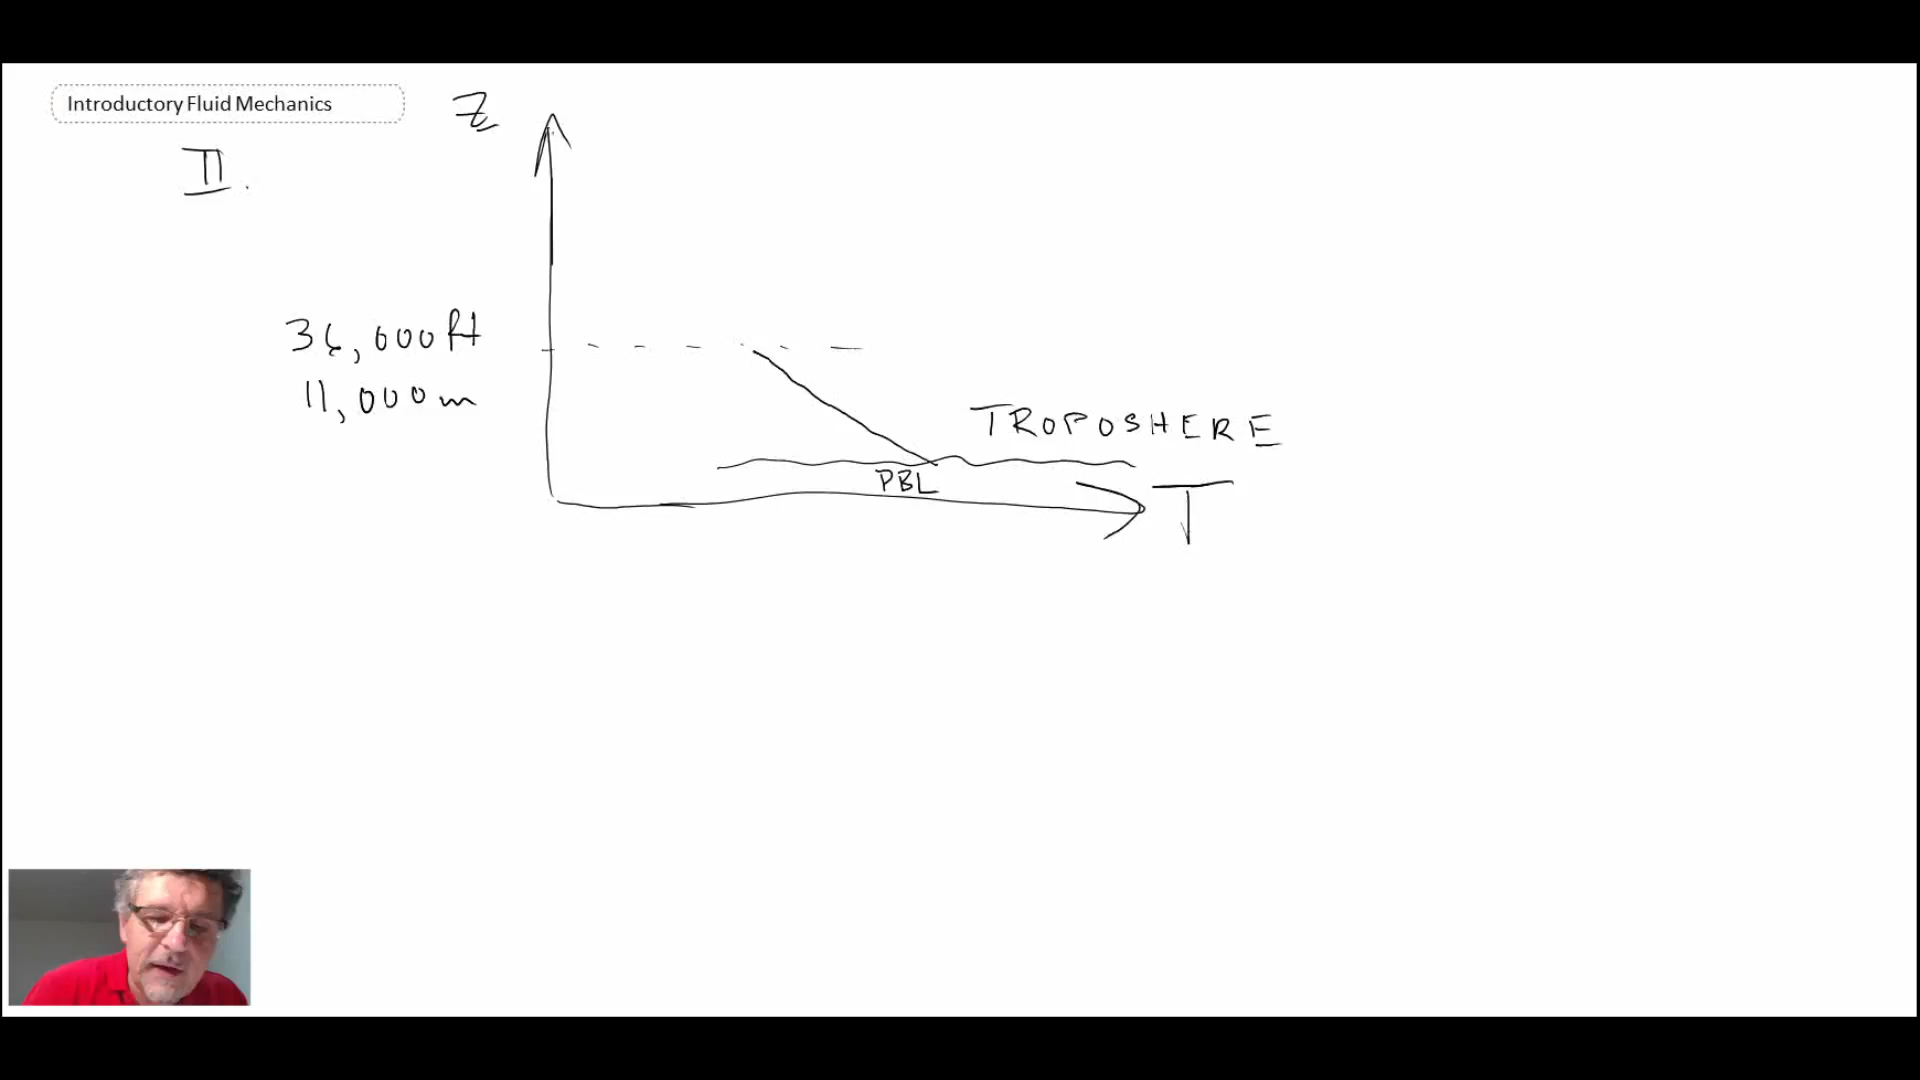 Introductory Fluid Mechanics
Z
II.
36,000ft
11,000m
TROPOSHERE
PBL
T